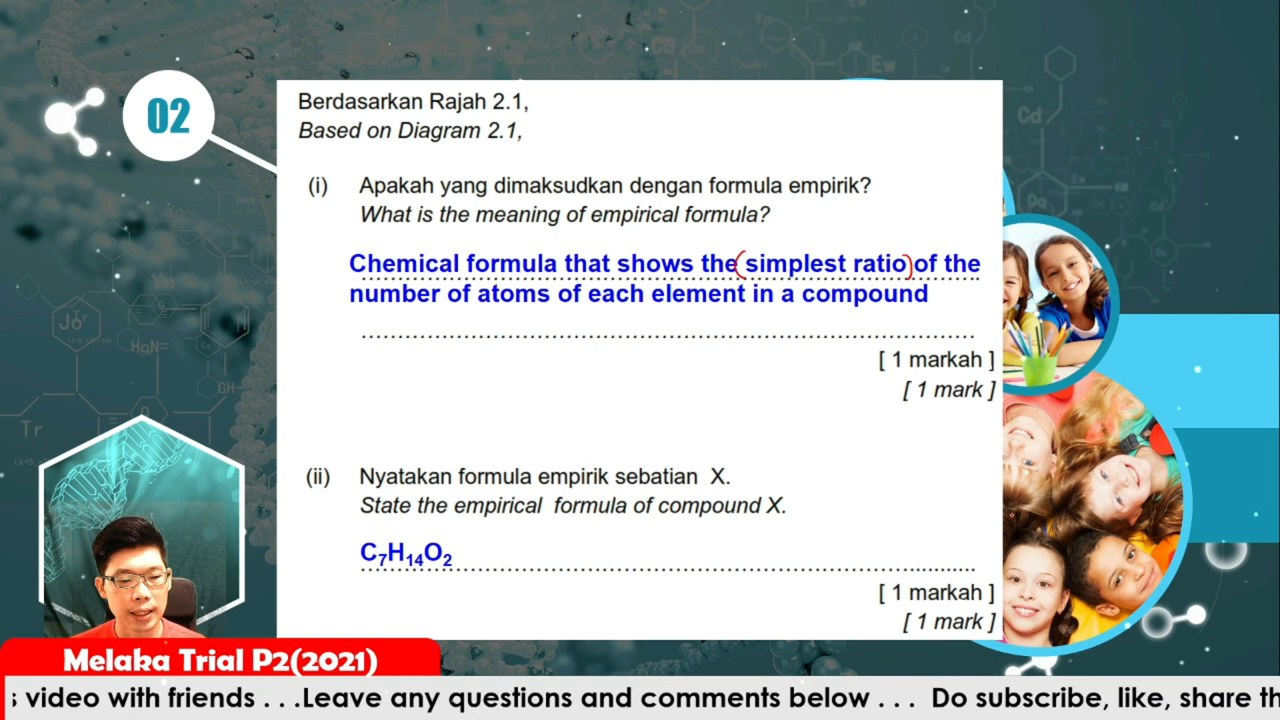 02
Berdasarkan Rajah 2.1,
Based on Diagram 2.1,
(i) Apakah yang dimaksudkan dengan formula empirik?
What is the meaning of empirical formula?
Chemical formula that shows the (simplest ratio) of the
number of atoms of each element in a compound
[ 1 markah ]
[ 1 mark ]
(ii) Nyatakan formula empirik sebatian X.
State the empirical formula of compound X.
C₇H₁₄O₂
[ 1 markah ]
[ 1 mark ]
Melaka Trial P2(2021)
video with friends . . .Leave any questions and comments below . . . Do subscribe, like, share
Ew
Cd
Tr